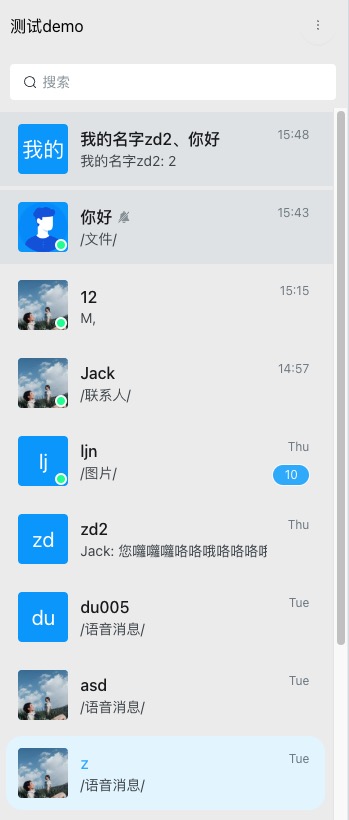 测试demo
搜索
我的
我的名字zd2、你好
15:48
我的名字zd2: 2
你好
15:43
/文件/
12
15:15
M,
Jack
14:57
/联系人/
lj
ljn
Thu
/图片/
10
zd
zd2
Thu
Jack: 您囉囉囉咯咯哦咯咯咯
du
du005
Tue
/语音消息/
asd
Tue
/语音消息/
z
Tue
/语音消息/